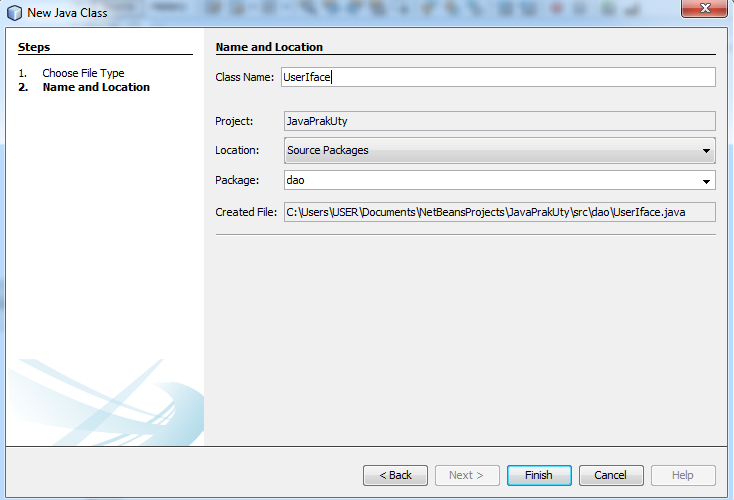 New Java Class
Steps
1. Choose File Type
2. Name and Location
Name and Location
Class Name: UserIface
Project: JavaPrakUty
Location: Source Packages
Package: dao
Created File: C:\Users\USER\Documents\NetBeansProjects\JavaPrakUty\src\dao\UserIface.java
< Back Next > Finish Cancel Help